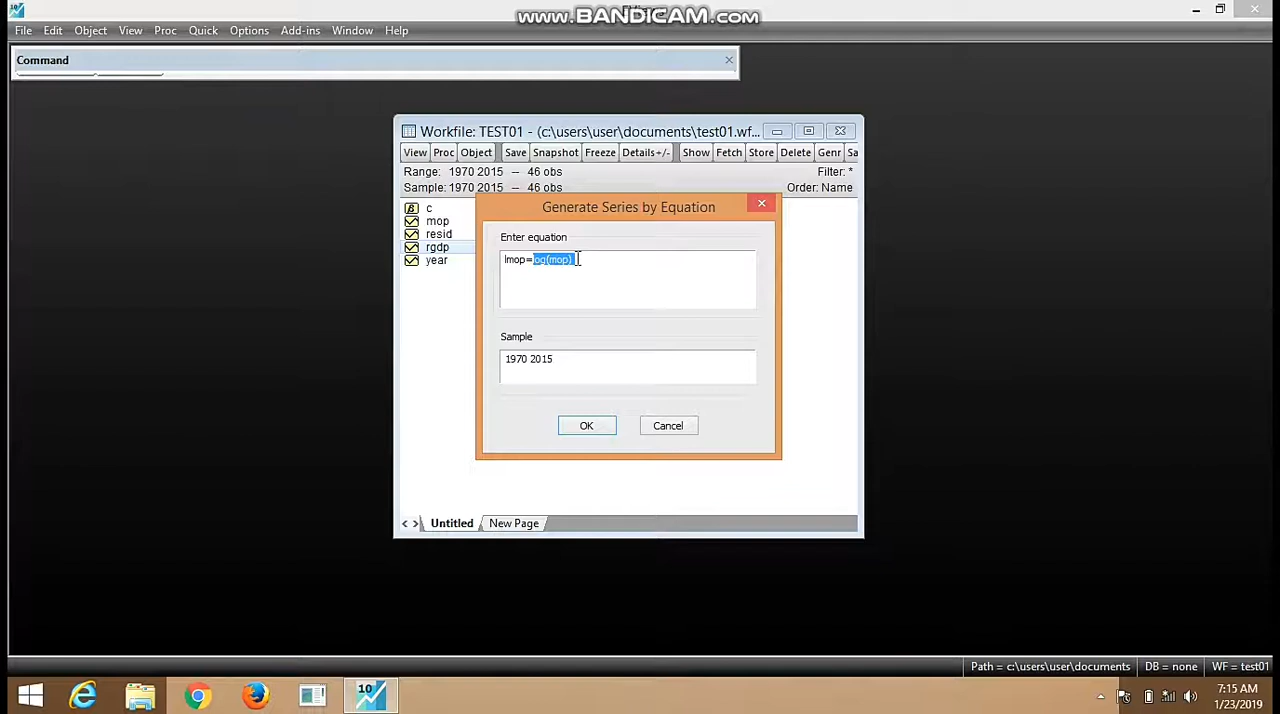 www.BANDICAM.com
10
File Edit Object View Proc Quick Options Add-ins Window Help
Command
Workfile: TEST01 - (c:\users\user\documents\test01.wf...
View Proc Object Save Snapshot Freeze Details+/- Show Fetch Store Delete Genr Sa
Range: 1970 2015 -- 46 obs Filter: *
Sample: 1970 2015 -- 46 obs Order: Name
Generate Series by Equation
β c
mop
resid
rgdp
year
Enter equation
lmop=log(mop)
Sample
1970 2015
OK Cancel
Untitled New Page
Path = c:\users\user\documents DB = none WF = test01
10
7:15 AM
1/23/2019